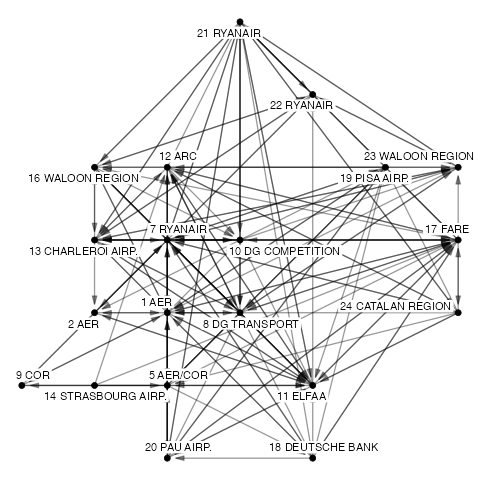 21 RYANAIR
22 RYANAIR
12 ARC
23 WALOON REGION
16 WALOON REGION
19 PISA AIRP.
7 RYANAIR
17 FARE
13 CHARLEROI AIRP.
10 DG COMPETITION
1 AER
24 CATALAN REGION
2 AER
8 DG TRANSPORT
9 COR
5 AER/COR
14 STRASBOURG AIRP.
11 ELFAA
20 PAU AIRP.
18 DEUTSCHE BANK